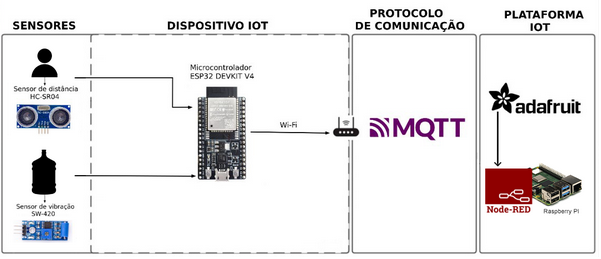 SENSORES
DISPOSITIVO IOT
PROTOCOLO
DE COMUNICAÇÃO
PLATAFORMA
IOT
Sensor de distância
HC-SR04
Sensor de vibração
SW-420
Microcontrolador
ESP32 DEVKIT V4
Wi-Fi
MQTT
adafruit
Node-RED
Raspberry PI